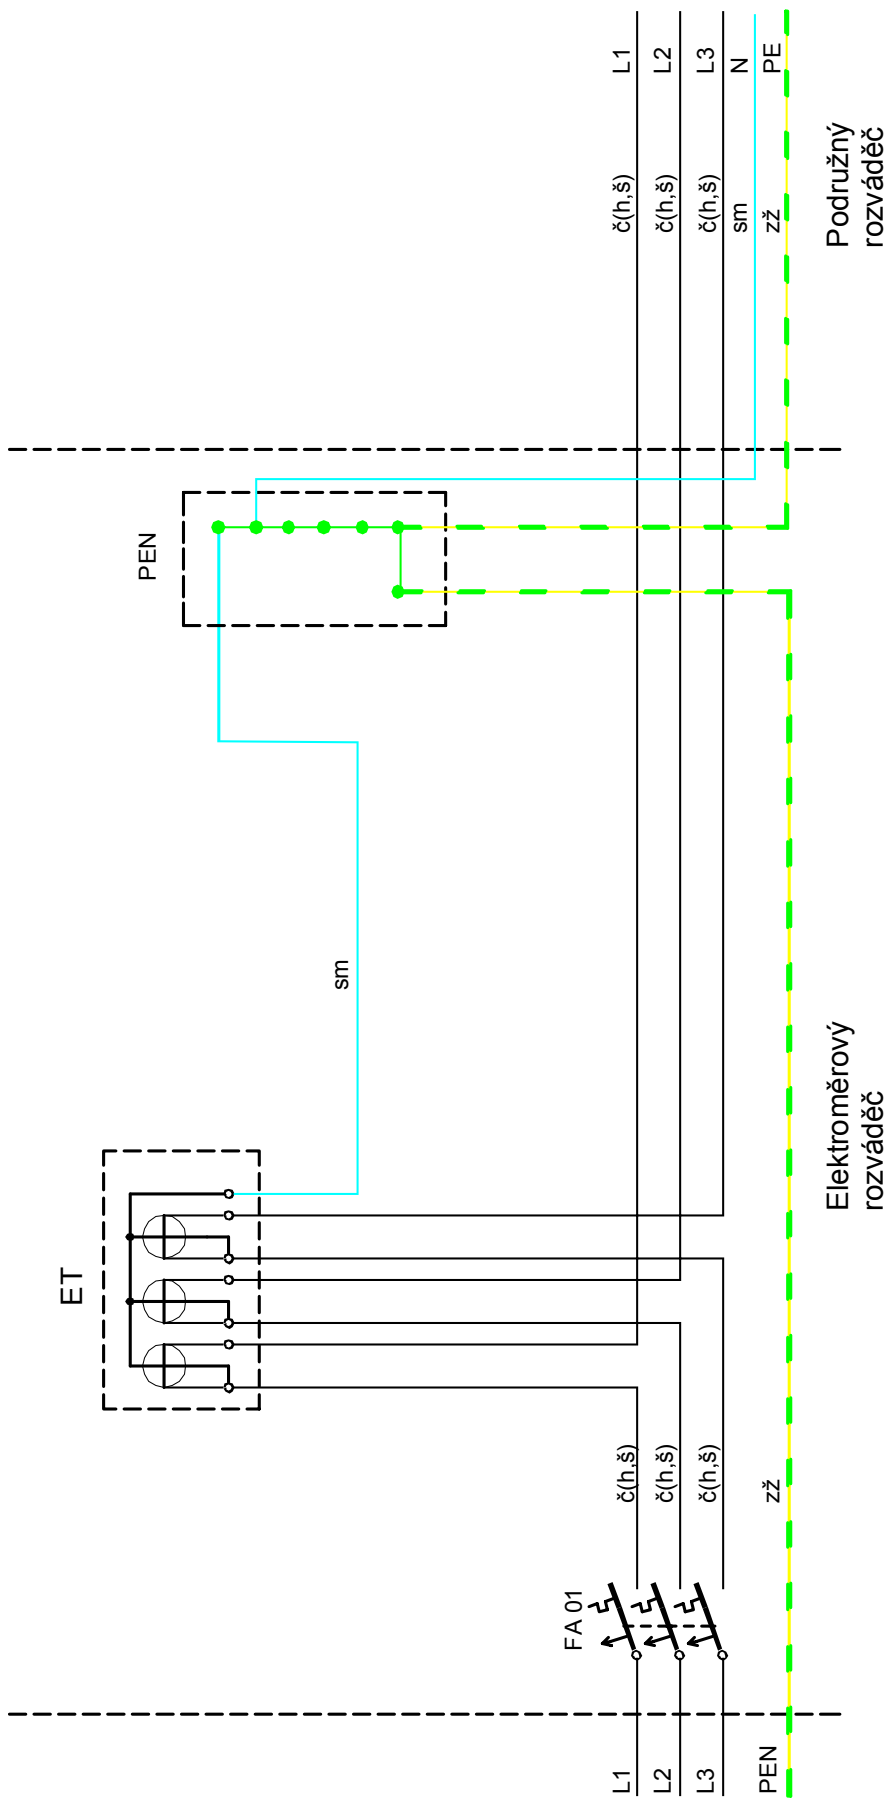 ET
PEN
sm
FA 01
L1
č(h,š)
č(h,š)
L1
L2
č(h,š)
č(h,š)
L2
L3
č(h,š)
č(h,š)
L3
sm
N
PEN
zž
zž
PE
Elektroměrový
rozváděč
Podružný
rozváděč